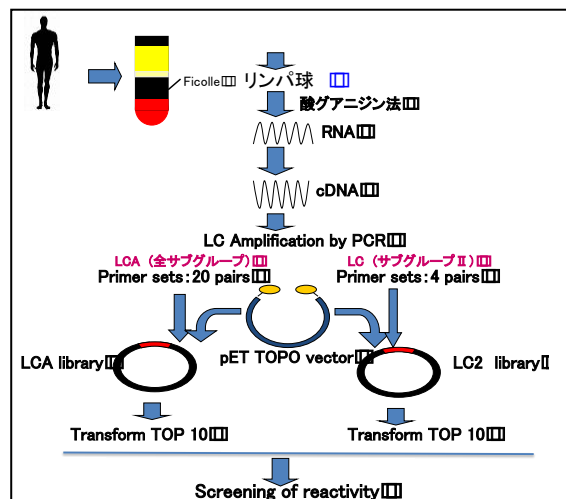 Ficolle
リンパ球
酸グアニジン法
RNA
cDNA
LC Amplification by PCR
LCA (全サブグループ)
Primer sets:20 pairs
LC (サブグループⅡ)
Primer sets:4 pairs
LCA library
pET TOPO vector
LC2 library
Transform TOP 10
Transform TOP 10
Screening of reactivity